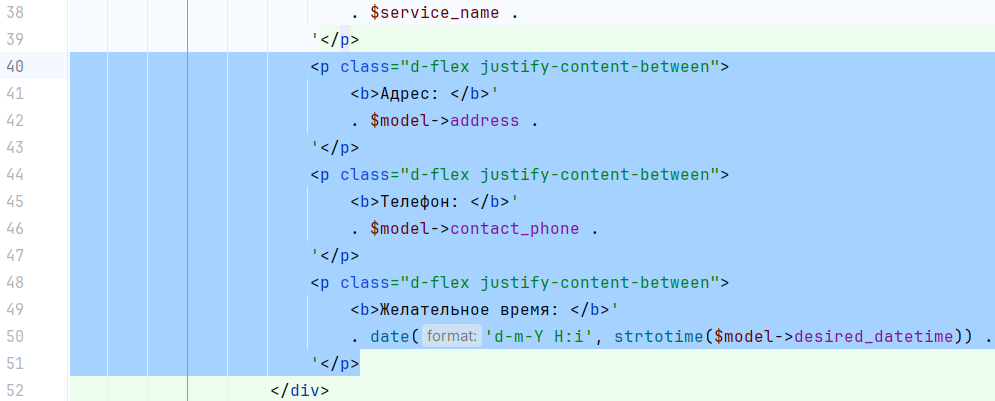 38 . $service_name .
39 '</p>
40 <p class="d-flex justify-content-between">
41 <b>Адрес: </b>'
42 . $model->address .
43 '</p>
44 <p class="d-flex justify-content-between">
45 <b>Телефон: </b>'
46 . $model->contact_phone .
47 '</p>
48 <p class="d-flex justify-content-between">
49 <b>Желательное время: </b>'
50 . date( format: 'd-m-Y H:i', strtotime($model->desired_datetime)) .
51 '</p>
52 </div>